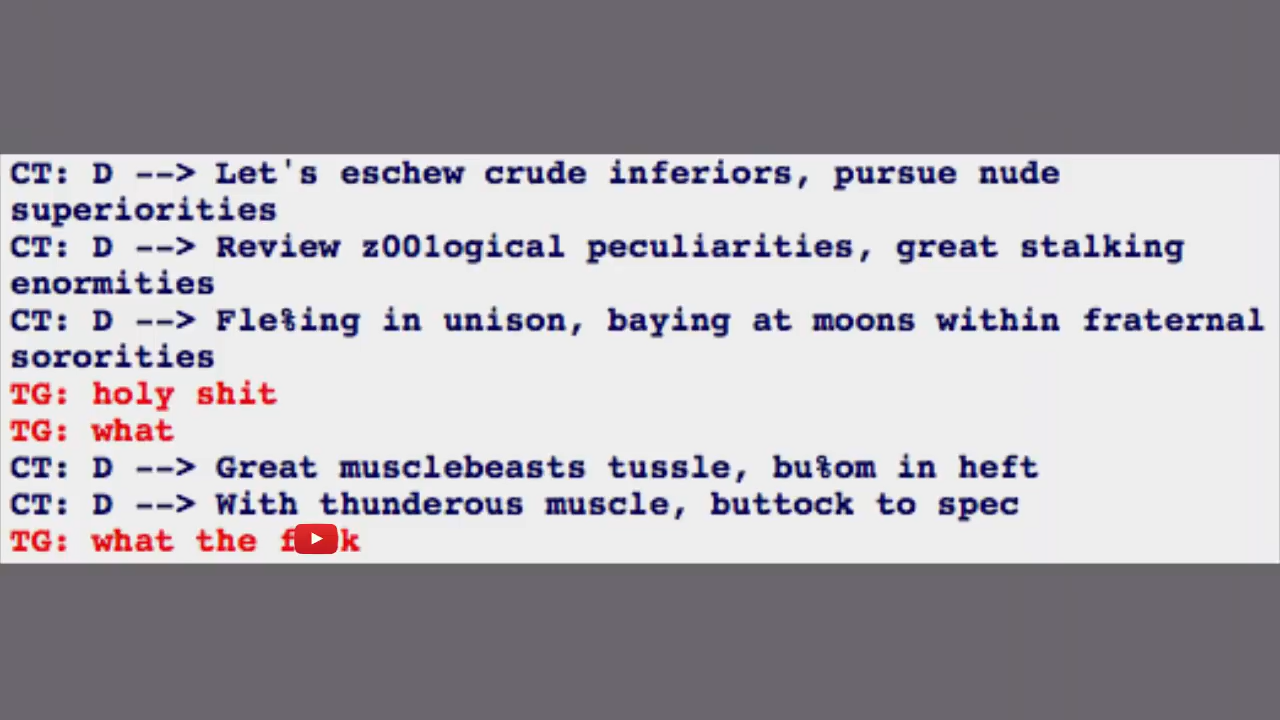 CT: D --> Let's eschew crude inferiors, pursue nude
superiorities
CT: D --> Review z001ogical peculiarities, great stalking
enormities
CT: D --> Fle%ing in unison, baying at moons within fraternal
sororities
TG: holy shit
TG: what
CT: D --> Great musclebeasts tussle, bu%om in heft
CT: D --> With thunderous muscle, buttock to spec
TG: what the